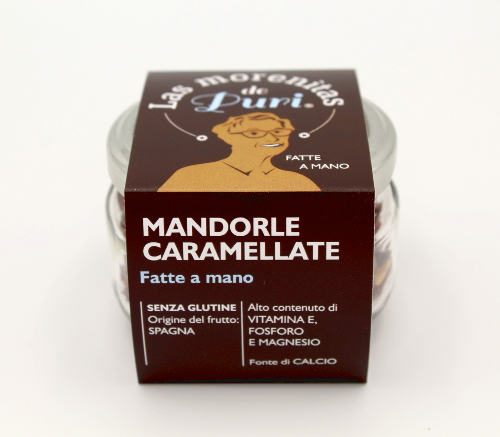 Las morenitas
de
Puri®
FATTE
A MANO
MANDORLE
CARAMELLATE
Fatte a mano
SENZA GLUTINE
Origine del frutto:
SPAGNA
Alto contenuto di
VITAMINA E,
FOSFORO
E MAGNESIO
Fonte di CALCIO